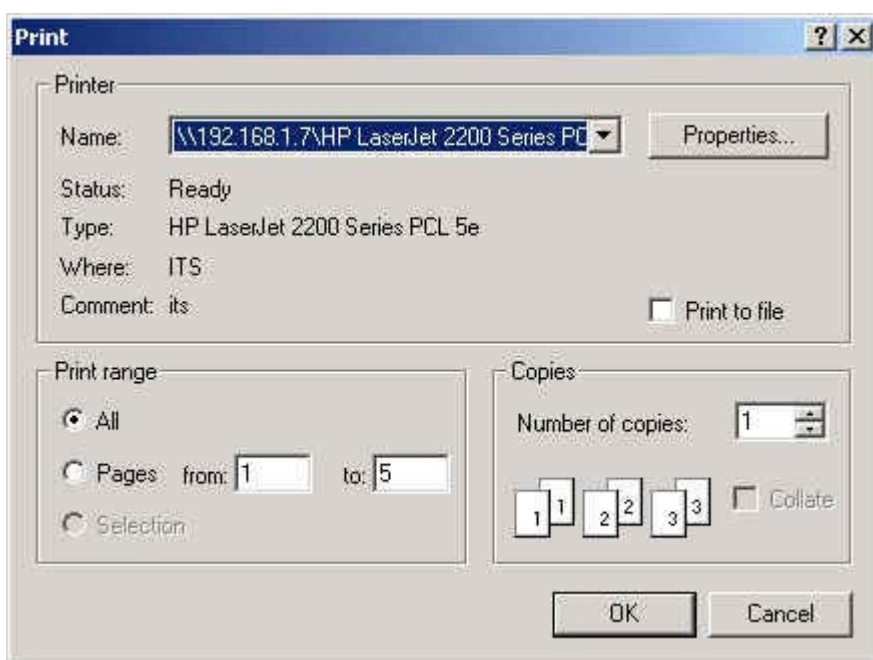 Print
Printer
Name: \\192.168.1.7\HP LaserJet 2200 Series PC
Properties...
Status: Ready
Type: HP LaserJet 2200 Series PCL 5e
Where: ITS
Comment: its
Print to file
Print range
All
Pages from: 1 to: 5
Selection
Copies
Number of copies: 1
1 1 2 2 3 3
Collate
OK Cancel